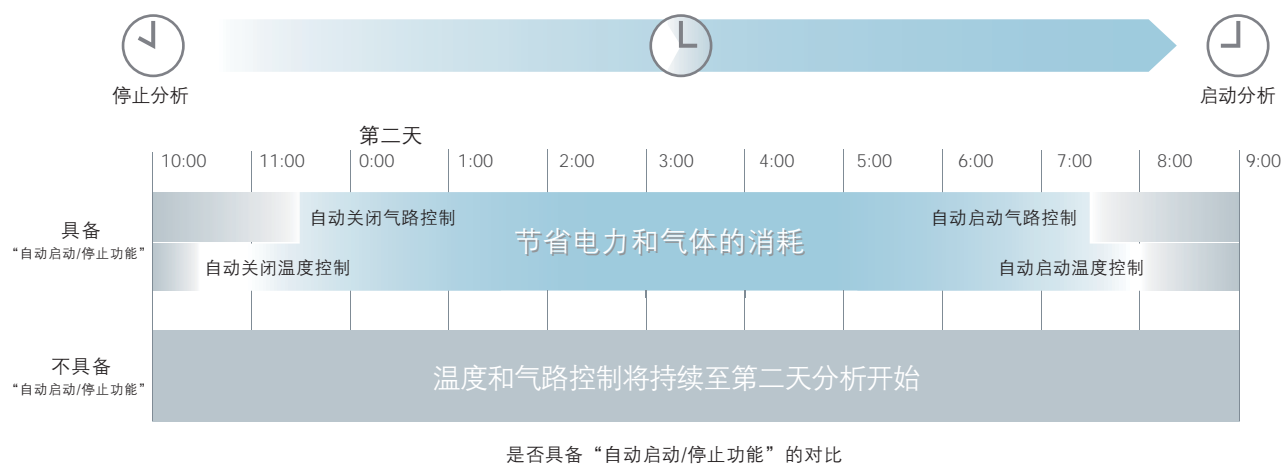 停止分析
启动分析
第二天
10:00 11:00 0:00 1:00 2:00 3:00 4:00 5:00 6:00 7:00 8:00 9:00
具备
“自动启动/停止功能”
自动关闭气路控制
节省电力和气体的消耗
自动启动气路控制
自动关闭温度控制
自动启动温度控制
不具备
“自动启动/停止功能”
温度和气路控制将持续至第二天分析开始
是否具备“自动启动/停止功能”的对比